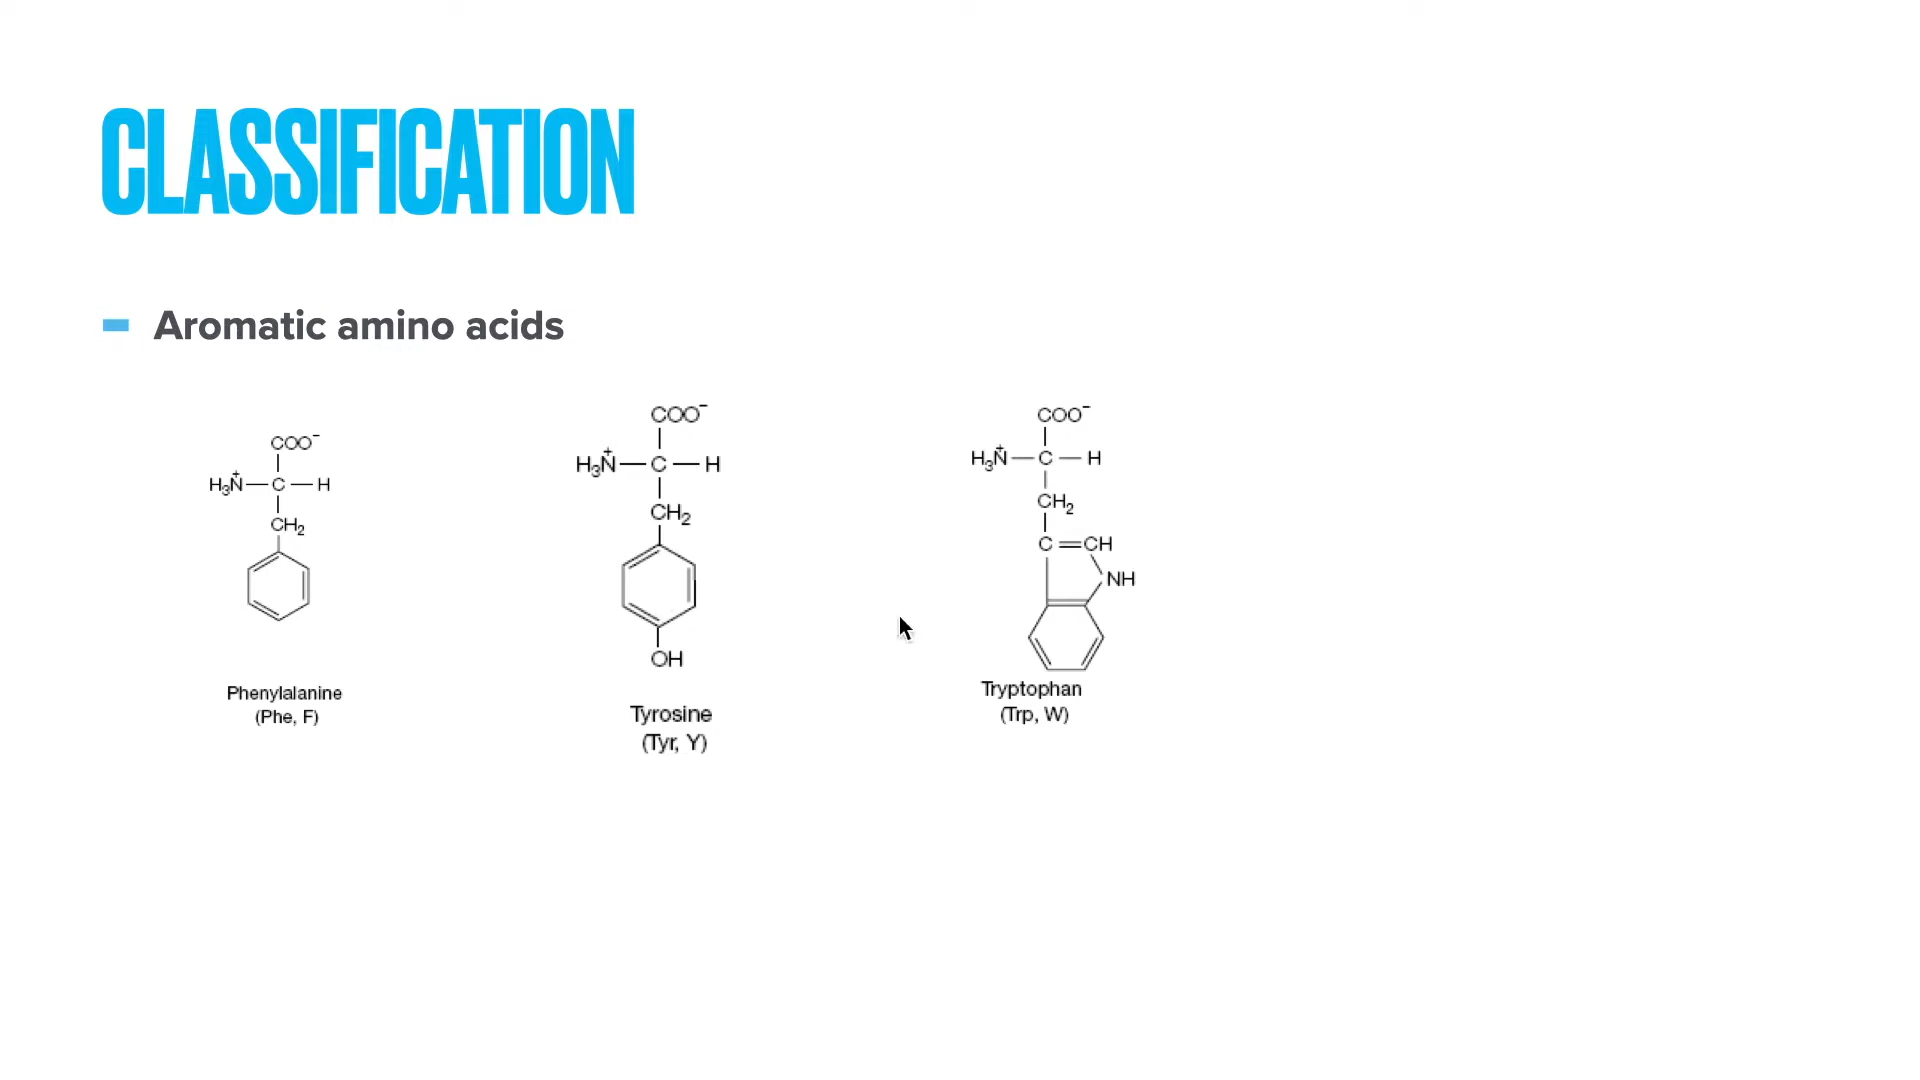 CLASSIFICATION
Aromatic amino acids
COO⁻
H₃N⁺—C—H
CH₂
Phenylalanine
(Phe, F)
COO⁻
H₃N⁺—C—H
CH₂
OH
Tyrosine
(Tyr, Y)
COO⁻
H₃N⁺—C—H
CH₂
C=CH
NH
Tryptophan
(Trp, W)